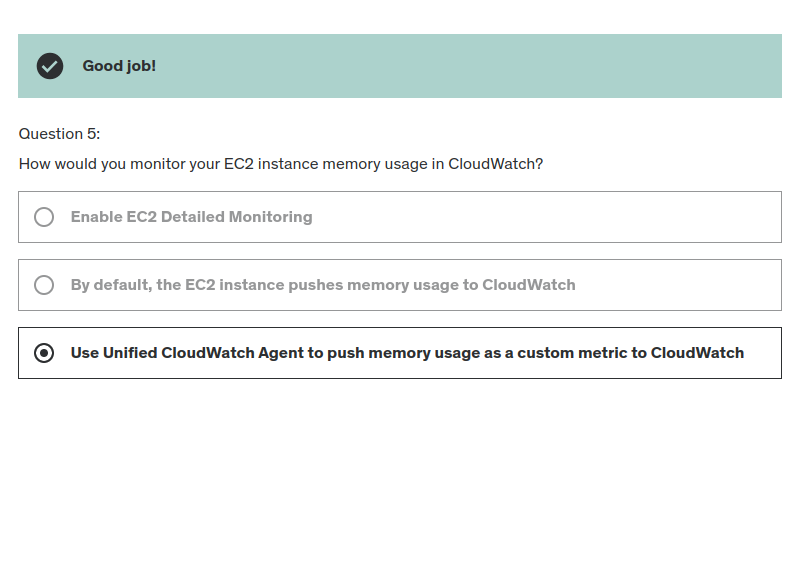 Good job!
Question 5:
How would you monitor your EC2 instance memory usage in CloudWatch?
Enable EC2 Detailed Monitoring
By default, the EC2 instance pushes memory usage to CloudWatch
Use Unified CloudWatch Agent to push memory usage as a custom metric to CloudWatch